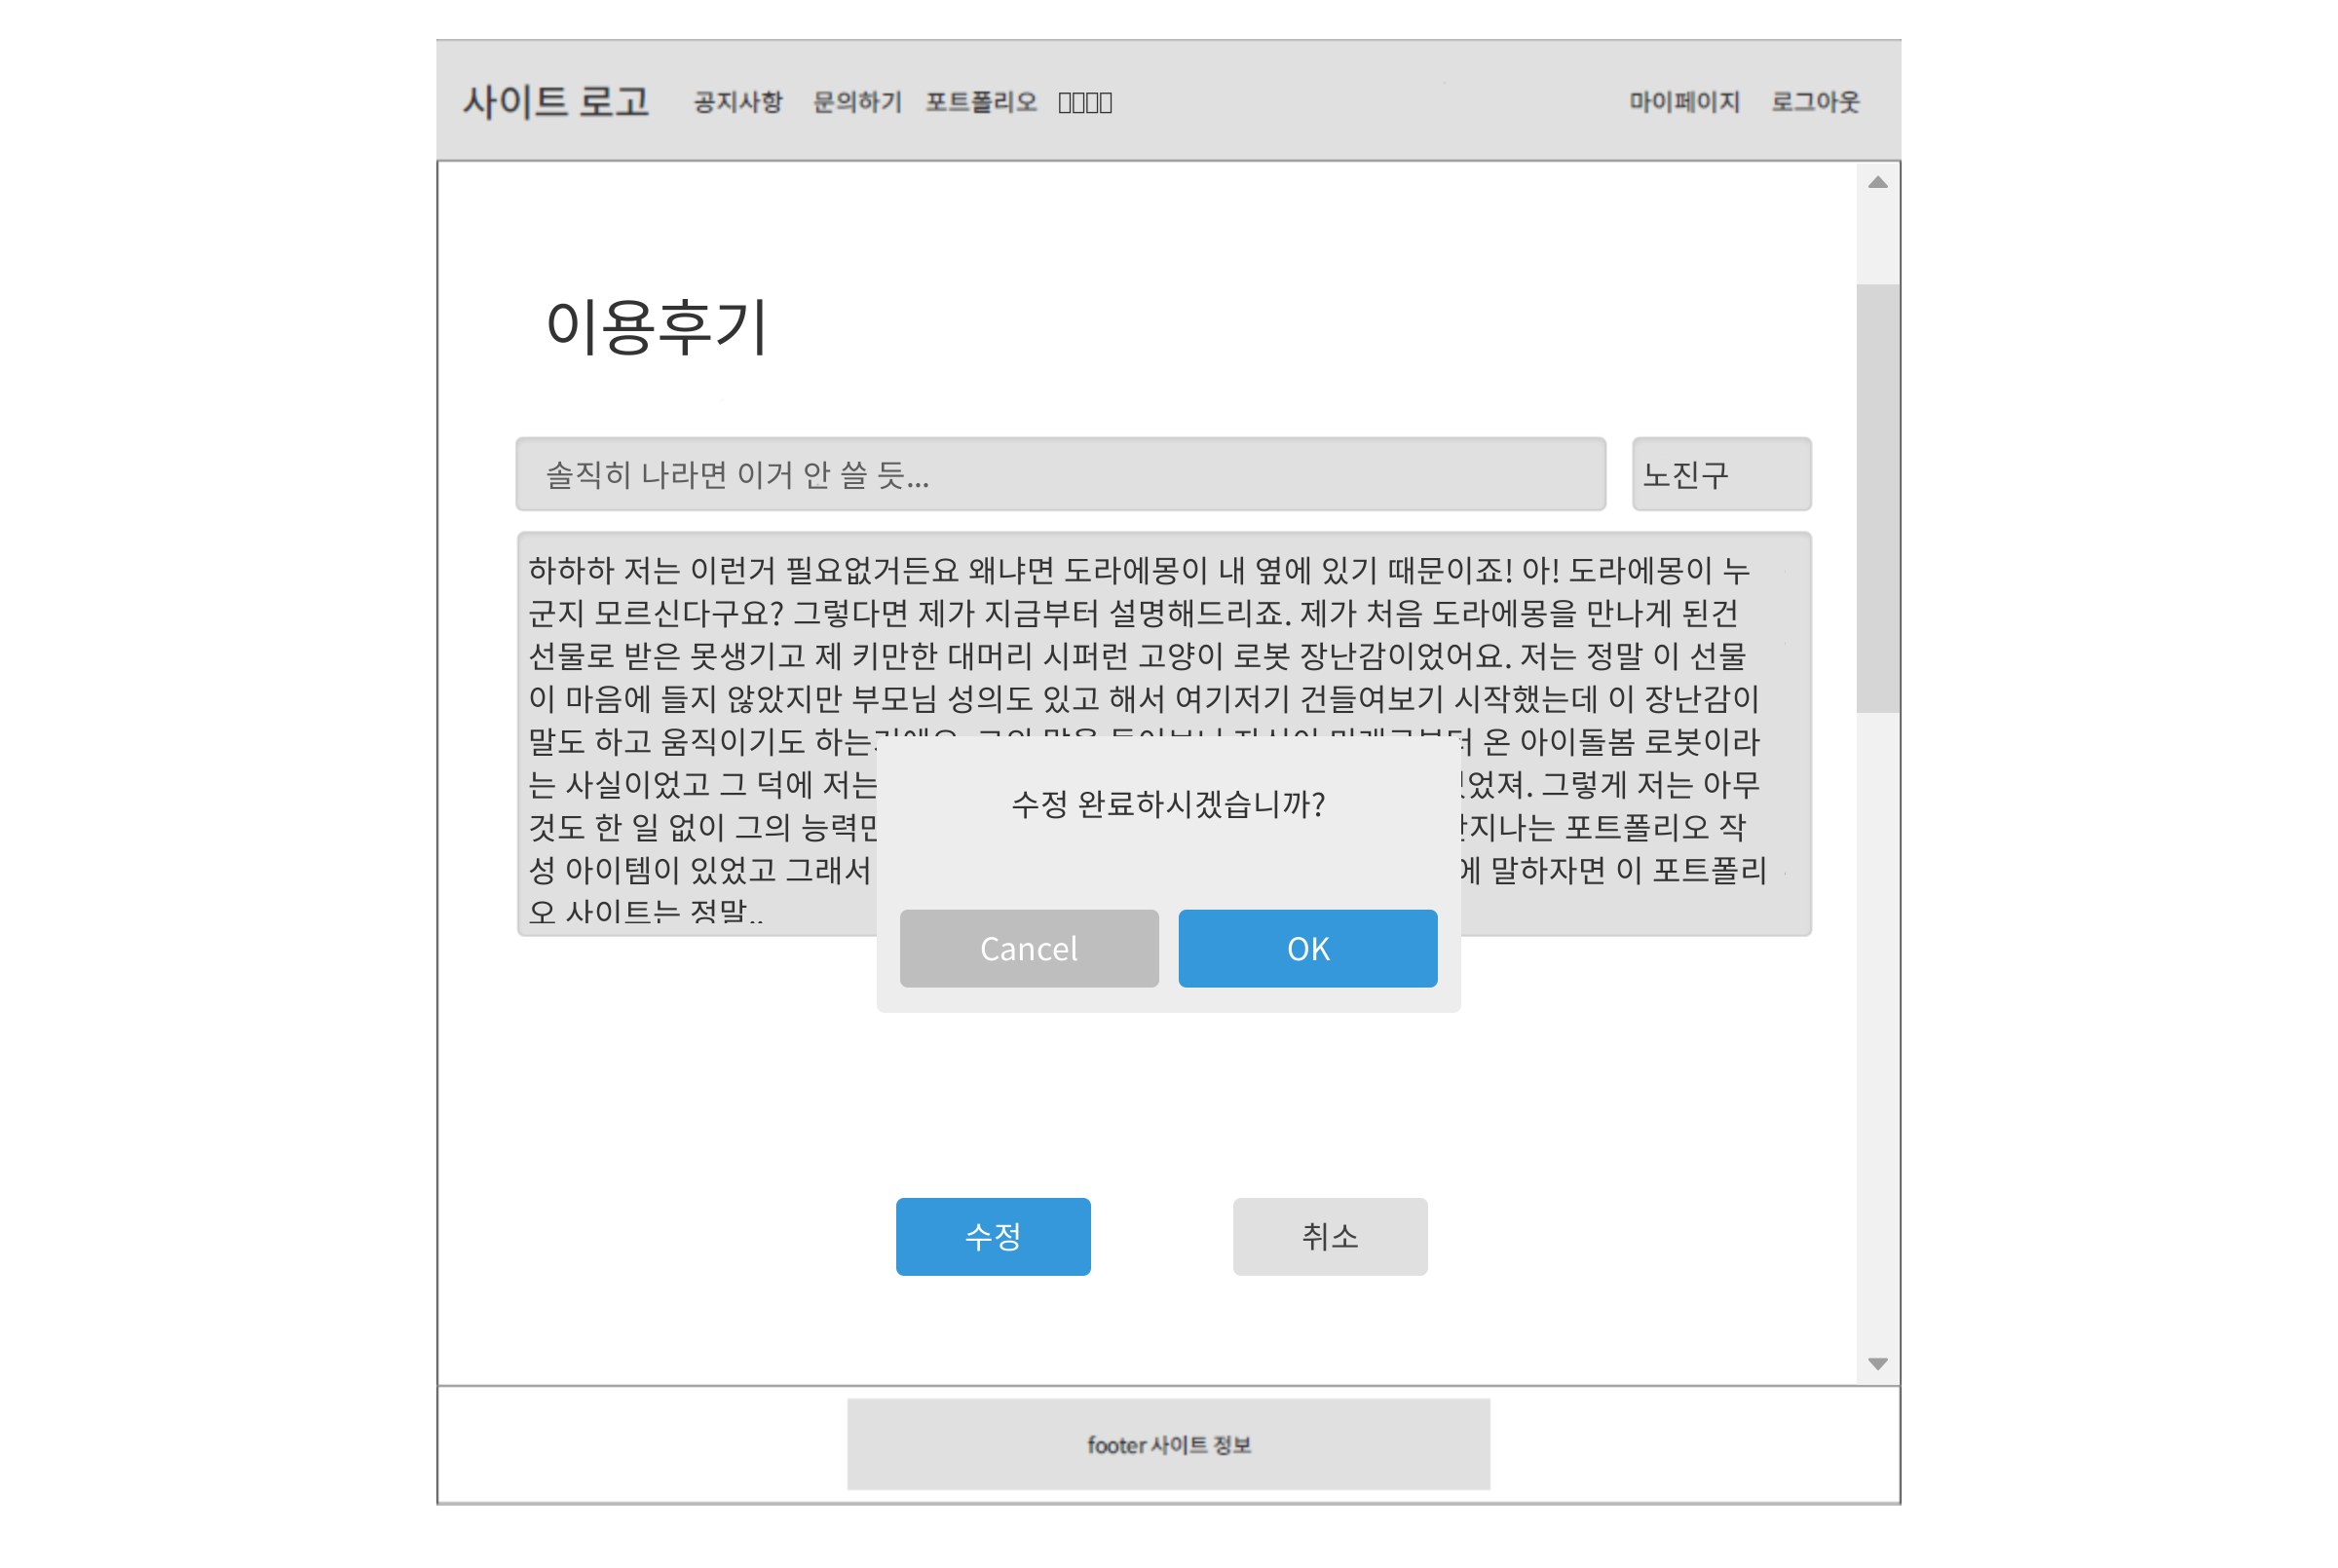 사이트 로고 공지사항 문의하기 포트폴리오 마이페이지 로그아웃
이용후기
솔직히 나라면 이거 안 쓸 듯... 노진구
하하하 저는 이런거 필요없거든요 왜냐면 도라에몽이 내 옆에 있기 때문이죠! 아! 도라에몽이 누
군지 모르신다구요? 그렇다면 제가 지금부터 설명해드리죠. 제가 처음 도라에몽을 만나게 된건
선물로 받은 못생기고 제 키만한 대머리 시퍼런 고양이 로봇 장난감이었어요. 저는 정말 이 선물
이 마음에 들지 않았지만 부모님 성의도 있고 해서 여기저기 건들여보기 시작했는데 이 장난감이
말도 하고 움직이기도 온 아이돌봄 로봇이라
는 사실이었고 그 덕에 저는 그렇게 저는 아무
것도 한 일 없이 그의 포트폴리오 작
성 아이템이 있었고 그래서 말하자면 이 포트폴리
오 사이트는 정말..
수정 완료하시겠습니까?
Cancel OK
수정 취소
footer 사이트 정보